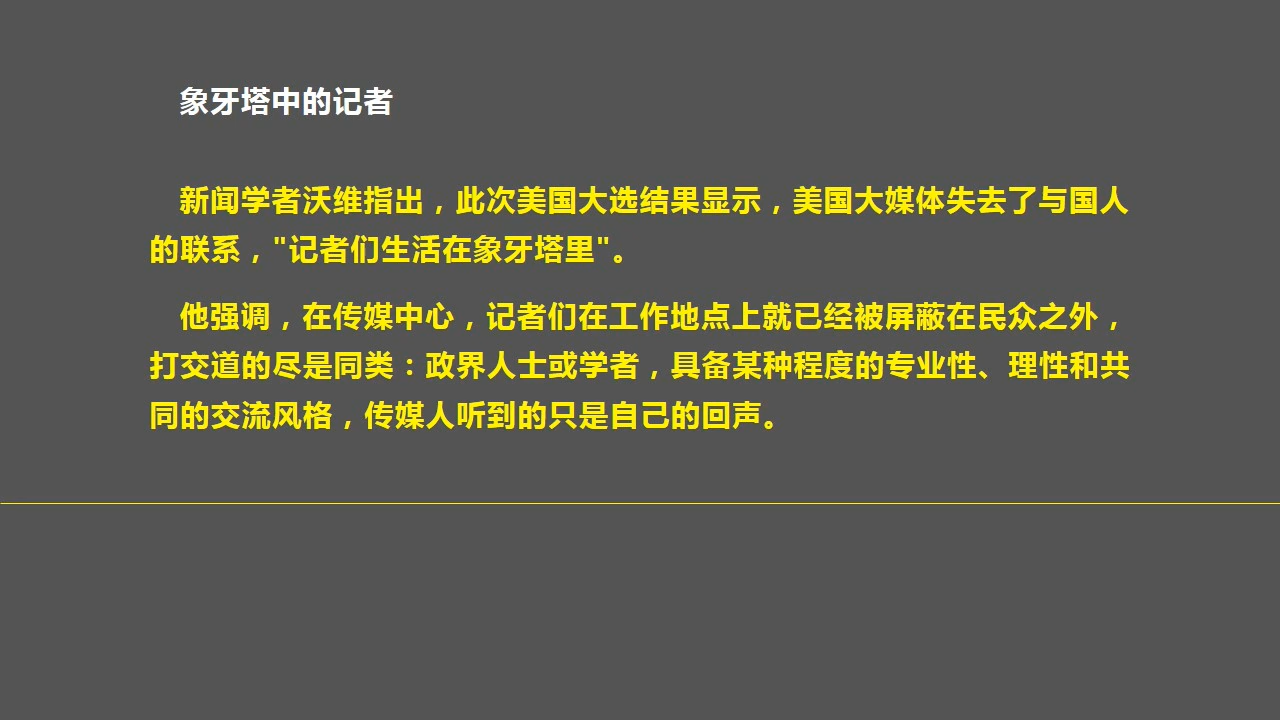 象牙塔中的记者
新闻学者沃维指出，此次美国大选结果显示，美国大媒体失去了与国人
的联系，"记者们生活在象牙塔里"。
他强调，在传媒中心，记者们在工作地点上就已经被屏蔽在民众之外，
打交道的尽是同类：政界人士或学者，具备某种程度的专业性、理性和共
同的交流风格，传媒人听到的只是自己的回声。